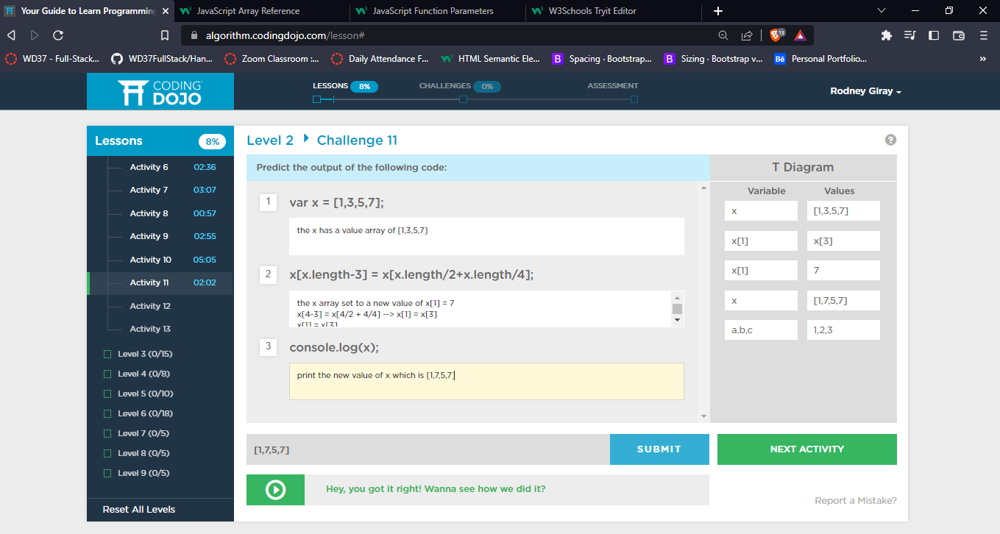 Your Guide to Learn Programming
JavaScript Array Reference
JavaScript Function Parameters
W3Schools Tryit Editor
algorithm.codingdojo.com/lesson#
13
WD37 - Full-Stack...
WD37FullStack/Han...
Zoom Classroom :...
Daily Attendance F...
HTML Semantic Ele...
B
Spacing · Bootstrap...
B
Sizing · Bootstrap v...
Bē
Personal Portfolio...
»
CODING
DOJO
LESSONS 8%
CHALLENGES 0%
ASSESSMENT
Rodney Giray
Lessons 8%
Activity 6 02:36
Activity 7 03:07
Activity 8 00:57
Activity 9 02:55
Activity 10 05:05
Activity 11 02:02
Activity 12
Activity 13
Level 3 (0/15)
Level 4 (0/8)
Level 5 (0/10)
Level 6 (0/18)
Level 7 (0/5)
Level 8 (0/5)
Level 9 (0/5)
Reset All Levels
Level 2 Challenge 11
?
Predict the output of the following code:
1 var x = [1,3,5,7];
the x has a value array of [1,3,5,7]
2 x[x.length-3] = x[x.length/2+x.length/4];
the x array set to a new value of x[1] = 7
x[4-3] = x[4/2 + 4/4] --> x[1] = x[3]
x[1] = x[3]
3 console.log(x);
print the new value of x which is [1,7,5,7]
T Diagram
Variable Values
x [1,3,5,7]
x[1] x[3]
x[1] 7
x [1,7,5,7]
a,b,c 1,2,3
[1,7,5,7]
SUBMIT
NEXT ACTIVITY
Hey, you got it right! Wanna see how we did it?
Report a Mistake?